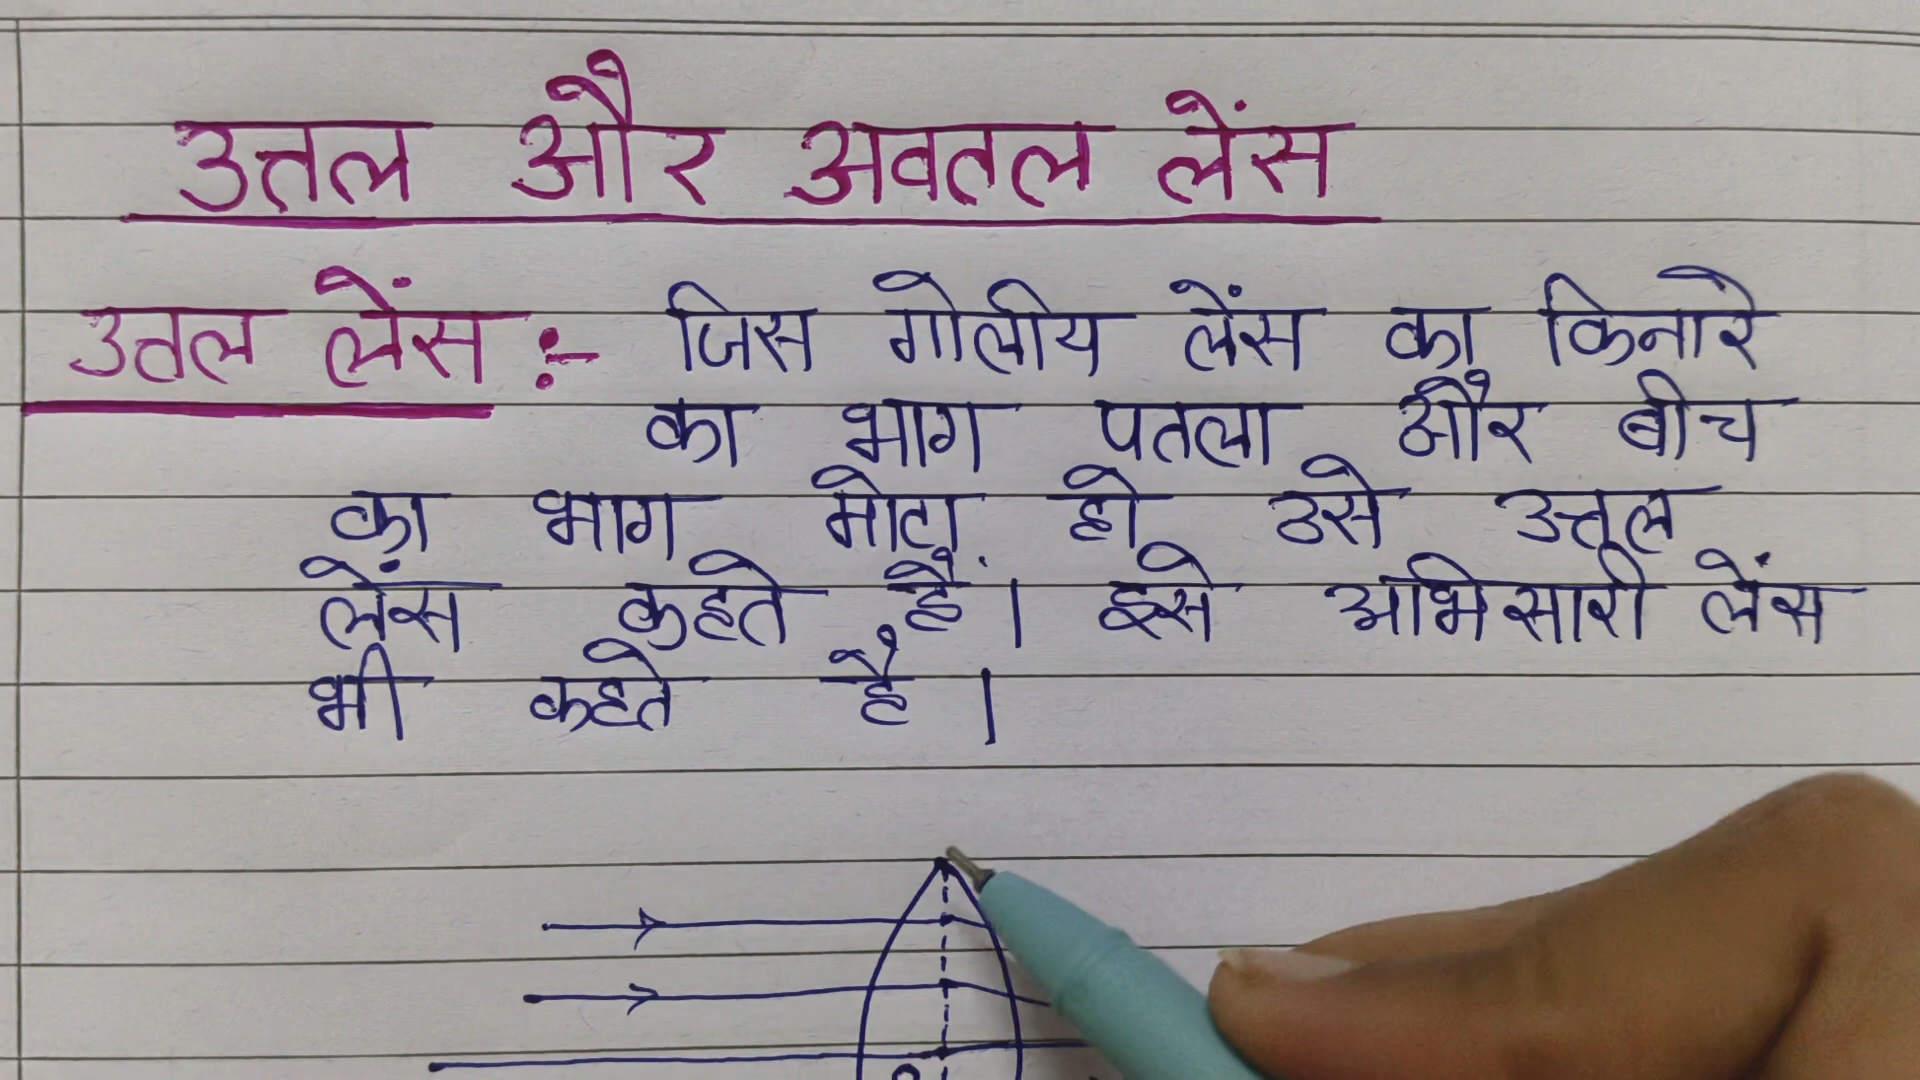 उत्तल और अवतल लेंस
उत्तल लेंस :- जिस गोलीय लेंस का किनारे
का भाग पतला और बीच
का भाग मोटा हो उसे उत्तल
लेंस कहते हैं। इसे अभिसारी लेंस
भी कहते है।